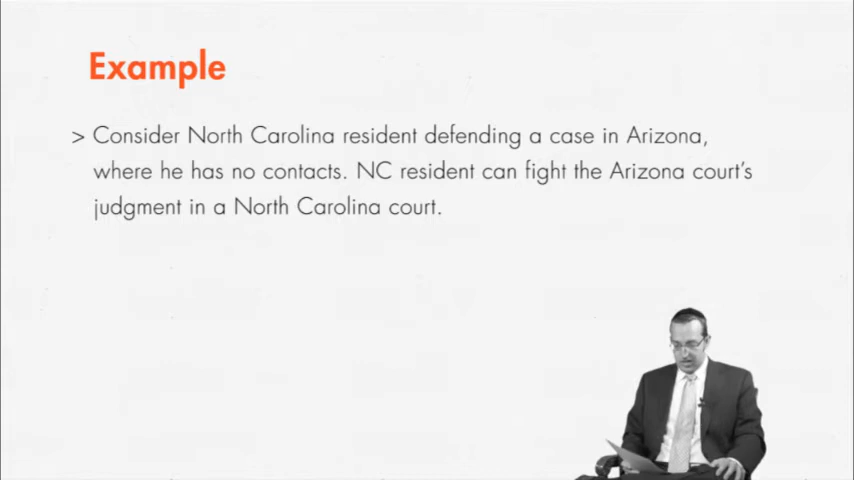 Example
> Consider North Carolina resident defending a case in Arizona,
where he has no contacts. NC resident can fight the Arizona court’s
judgment in a North Carolina court.